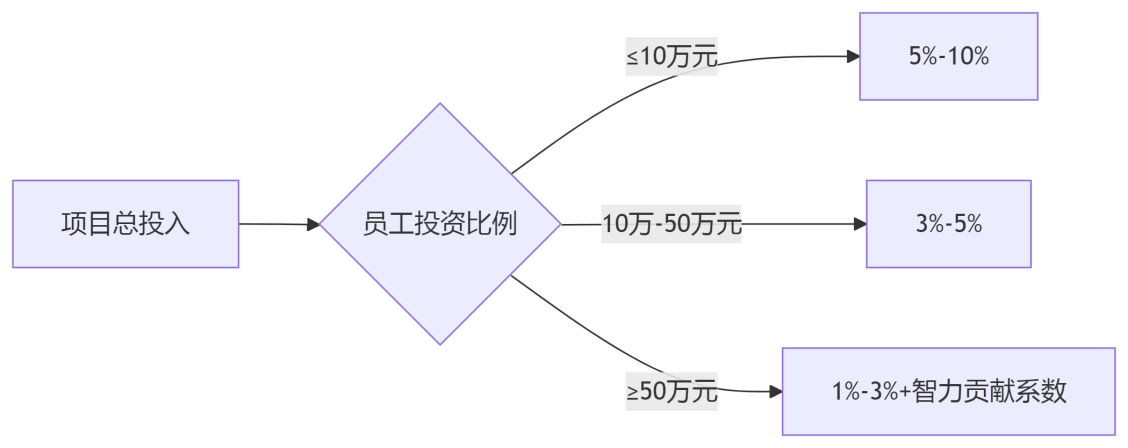 项目总投入
员工投资比例
≤10万元
5%-10%
10万-50万元
3%-5%
≥50万元
1%-3%+智力贡献系数